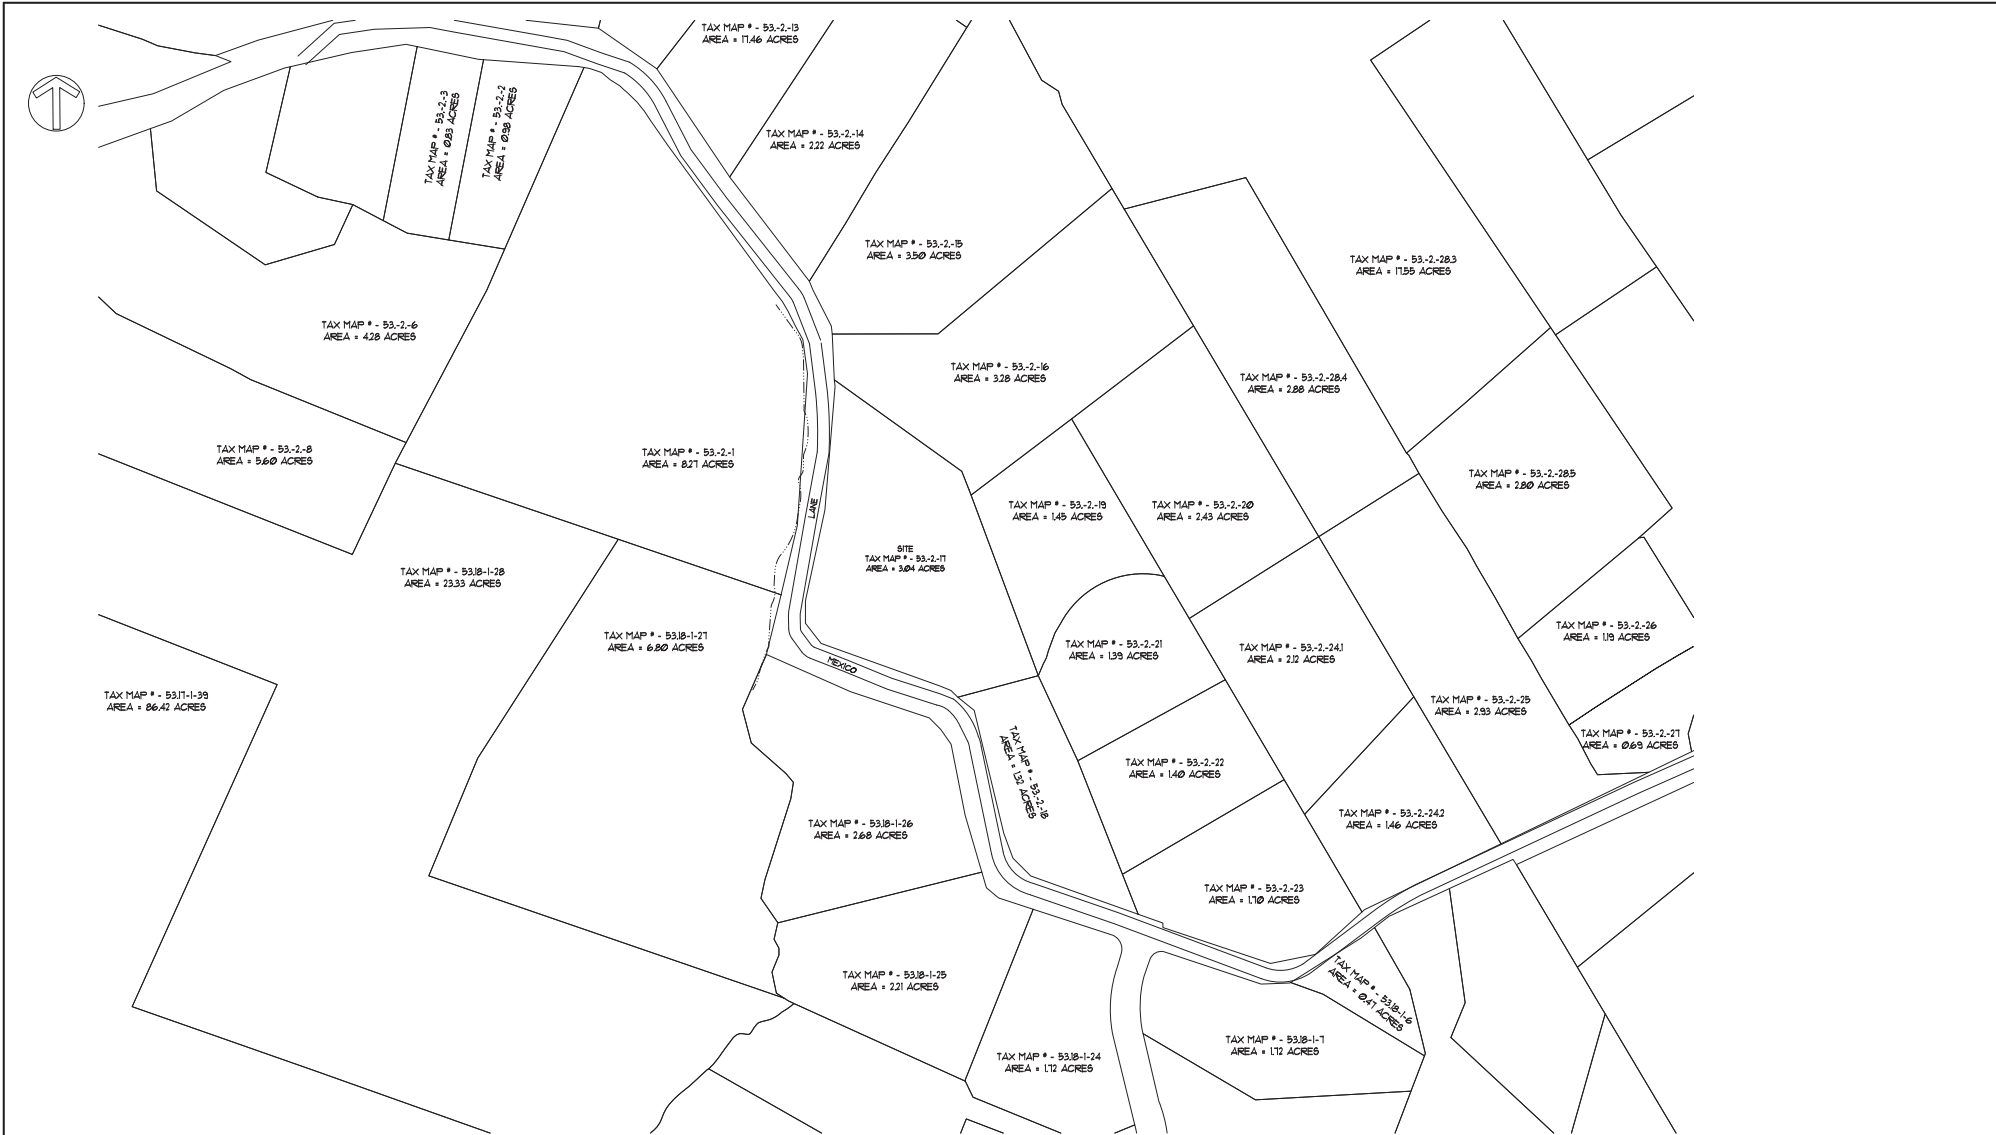 TAX MAP # - 53.-2.-13
AREA = 17.46 ACRES
TAX MAP # - 53.-2.-3
AREA = 0.83 ACRES
TAX MAP # - 53.-2.-2
AREA = 0.98 ACRES
TAX MAP # - 53.-2.-14
AREA = 2.22 ACRES
TAX MAP # - 53.-2.-15
AREA = 3.50 ACRES
TAX MAP # - 53.-2.-28.3
AREA = 17.55 ACRES
TAX MAP # - 53.-2.-6
AREA = 4.28 ACRES
TAX MAP # - 53.-2.-16
AREA = 3.28 ACRES
TAX MAP # - 53.-2.-28.4
AREA = 2.88 ACRES
TAX MAP # - 53.-2.-8
AREA = 5.60 ACRES
TAX MAP # - 53.-2.-1
AREA = 8.27 ACRES
TAX MAP # - 53.-2.-28.5
AREA = 2.80 ACRES
LANE
TAX MAP # - 53.-2.-19
AREA = 1.45 ACRES
TAX MAP # - 53.-2.-20
AREA = 2.43 ACRES
SITE
TAX MAP # - 53.-2.-17
AREA = 3.04 ACRES
TAX MAP # - 53.18-1-28
AREA = 23.33 ACRES
TAX MAP # - 53.18-1-27
AREA = 6.80 ACRES
TAX MAP # - 53.-2.-26
AREA = 1.19 ACRES
TAX MAP # - 53.-2.-21
AREA = 1.39 ACRES
TAX MAP # - 53.-2.-24.1
AREA = 2.12 ACRES
MEXICO
TAX MAP # - 53.17-1-39
AREA = 86.42 ACRES
TAX MAP # - 53.-2.-25
AREA = 2.93 ACRES
TAX MAP # - 53.-2.-27
AREA = 0.69 ACRES
TAX MAP # - 53.-2.-18
AREA = 1.32 ACRES
TAX MAP # - 53.-2.-22
AREA = 1.40 ACRES
TAX MAP # - 53.18-1-26
AREA = 2.68 ACRES
TAX MAP # - 53.-2.-24.2
AREA = 1.46 ACRES
TAX MAP # - 53.-2.-23
AREA = 1.70 ACRES
TAX MAP # - 53.18-1-25
AREA = 2.21 ACRES
TAX MAP # - 53.18-1-6
AREA = 0.47 ACRES
TAX MAP # - 53.18-1-7
AREA = 1.72 ACRES
TAX MAP # - 53.18-1-24
AREA = 1.72 ACRES